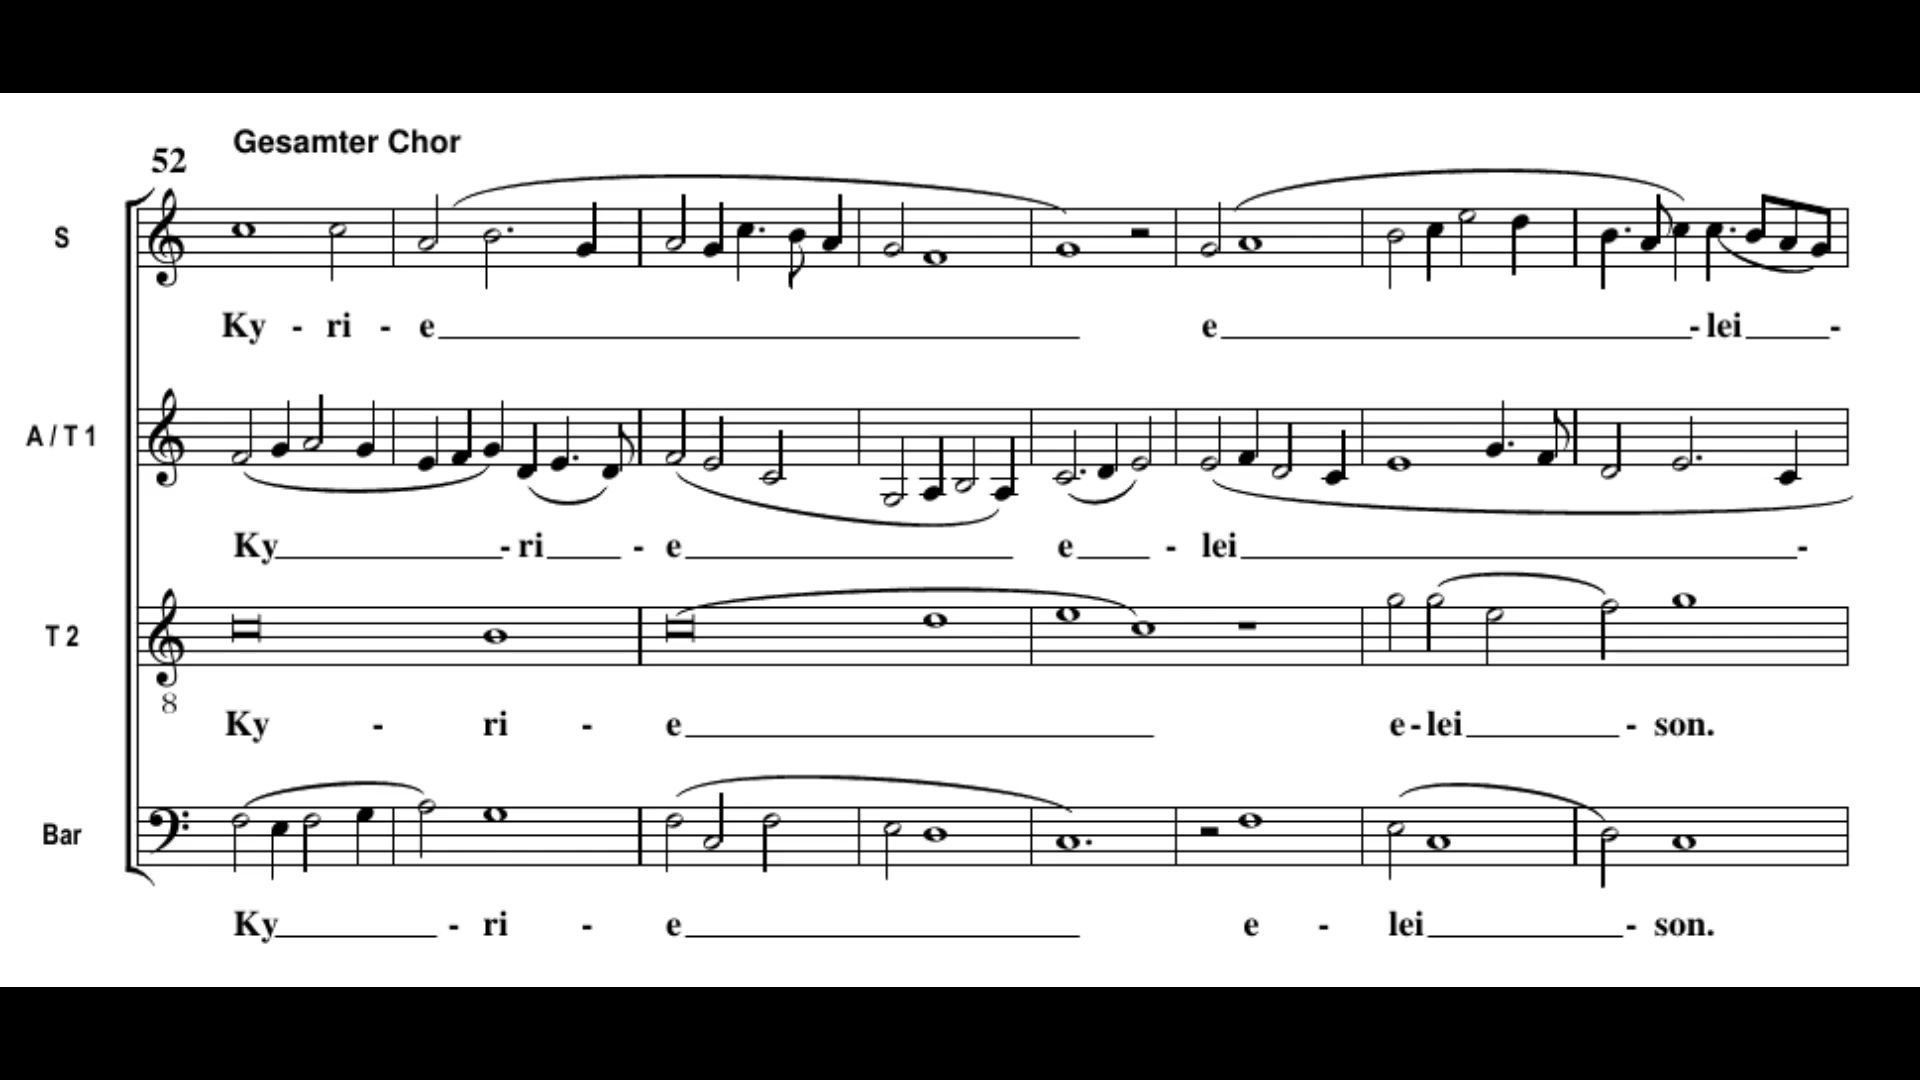 Gesamter Chor
52
S
Ky - ri - e e - lei -
A / T 1
Ky - ri - e e - lei -
T 2
8
Ky - ri - e e - lei - son.
Bar
Ky - ri - e e - lei - son.